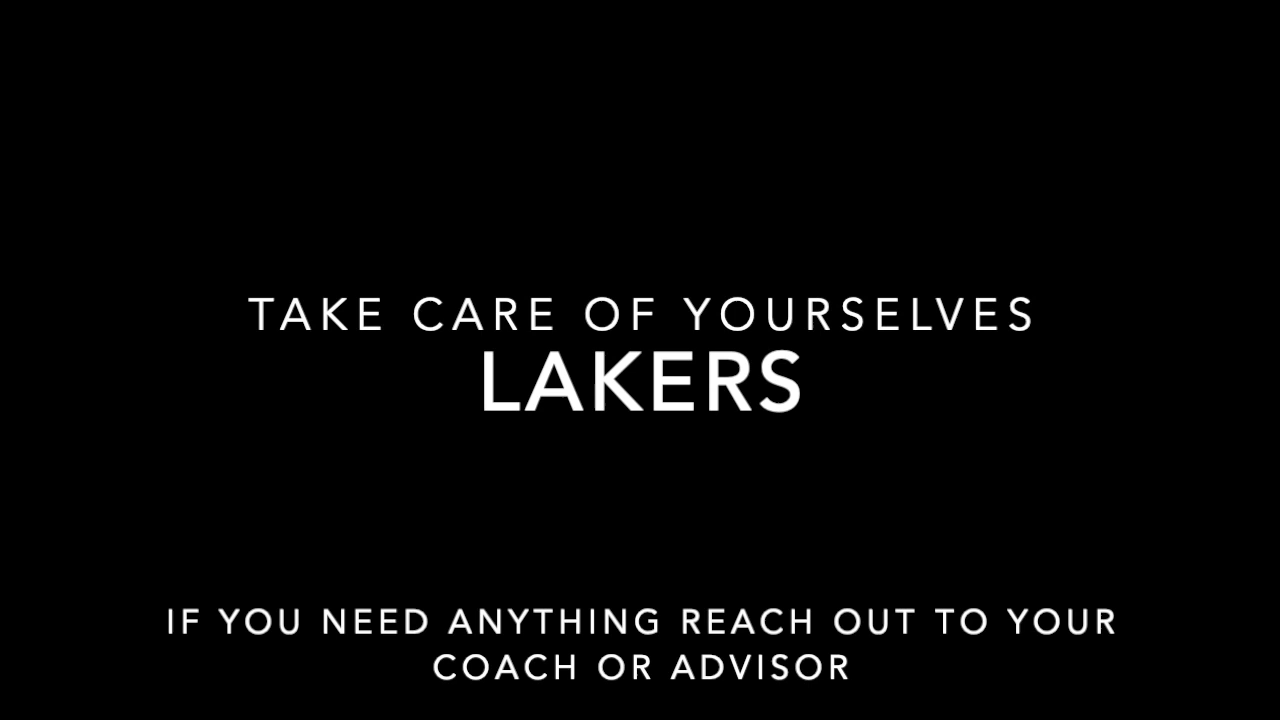 TAKE CARE OF YOURSELVES
LAKERS
IF YOU NEED ANYTHING REACH OUT TO YOUR
COACH OR ADVISOR